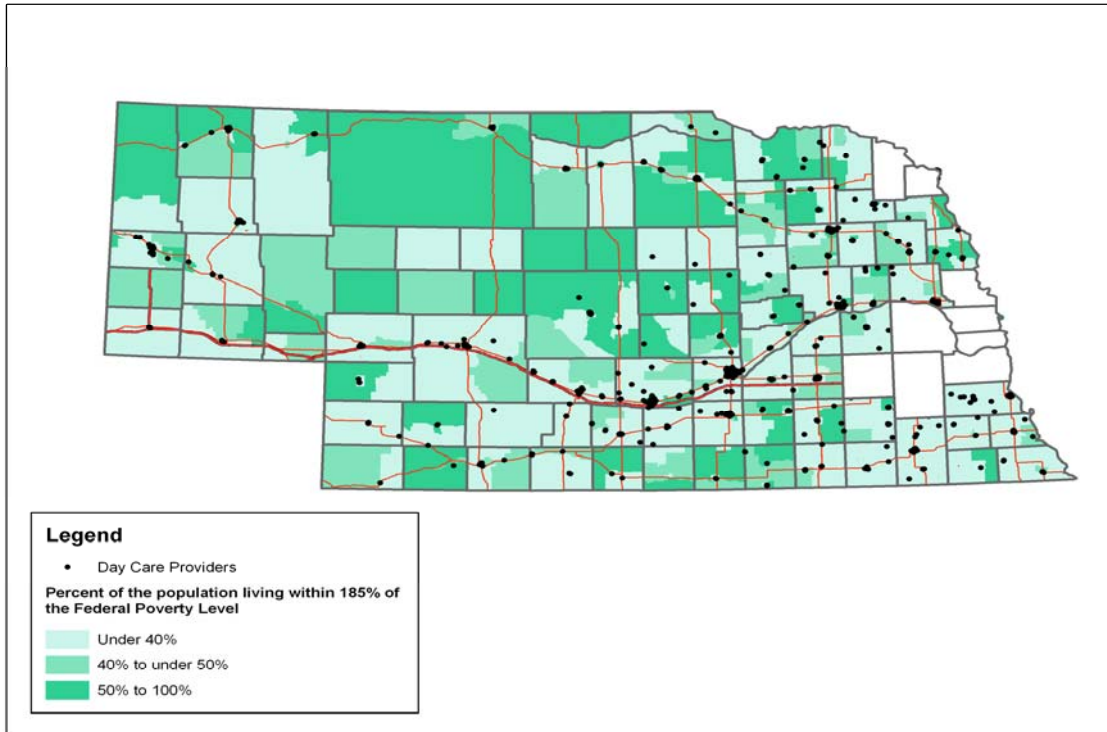 Legend
Day Care Providers
Percent of the population living within 185% of
the Federal Poverty Level
Under 40%
40% to under 50%
50% to 100%